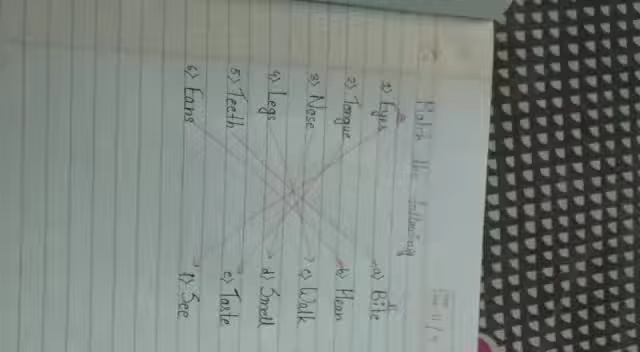 Match the following
1) Eyes a) Bite
2) Tongue b) Hear
3) Nose c) Walk
4) Legs d) Smell
5) Teeth e) Taste
6) Ears f) See